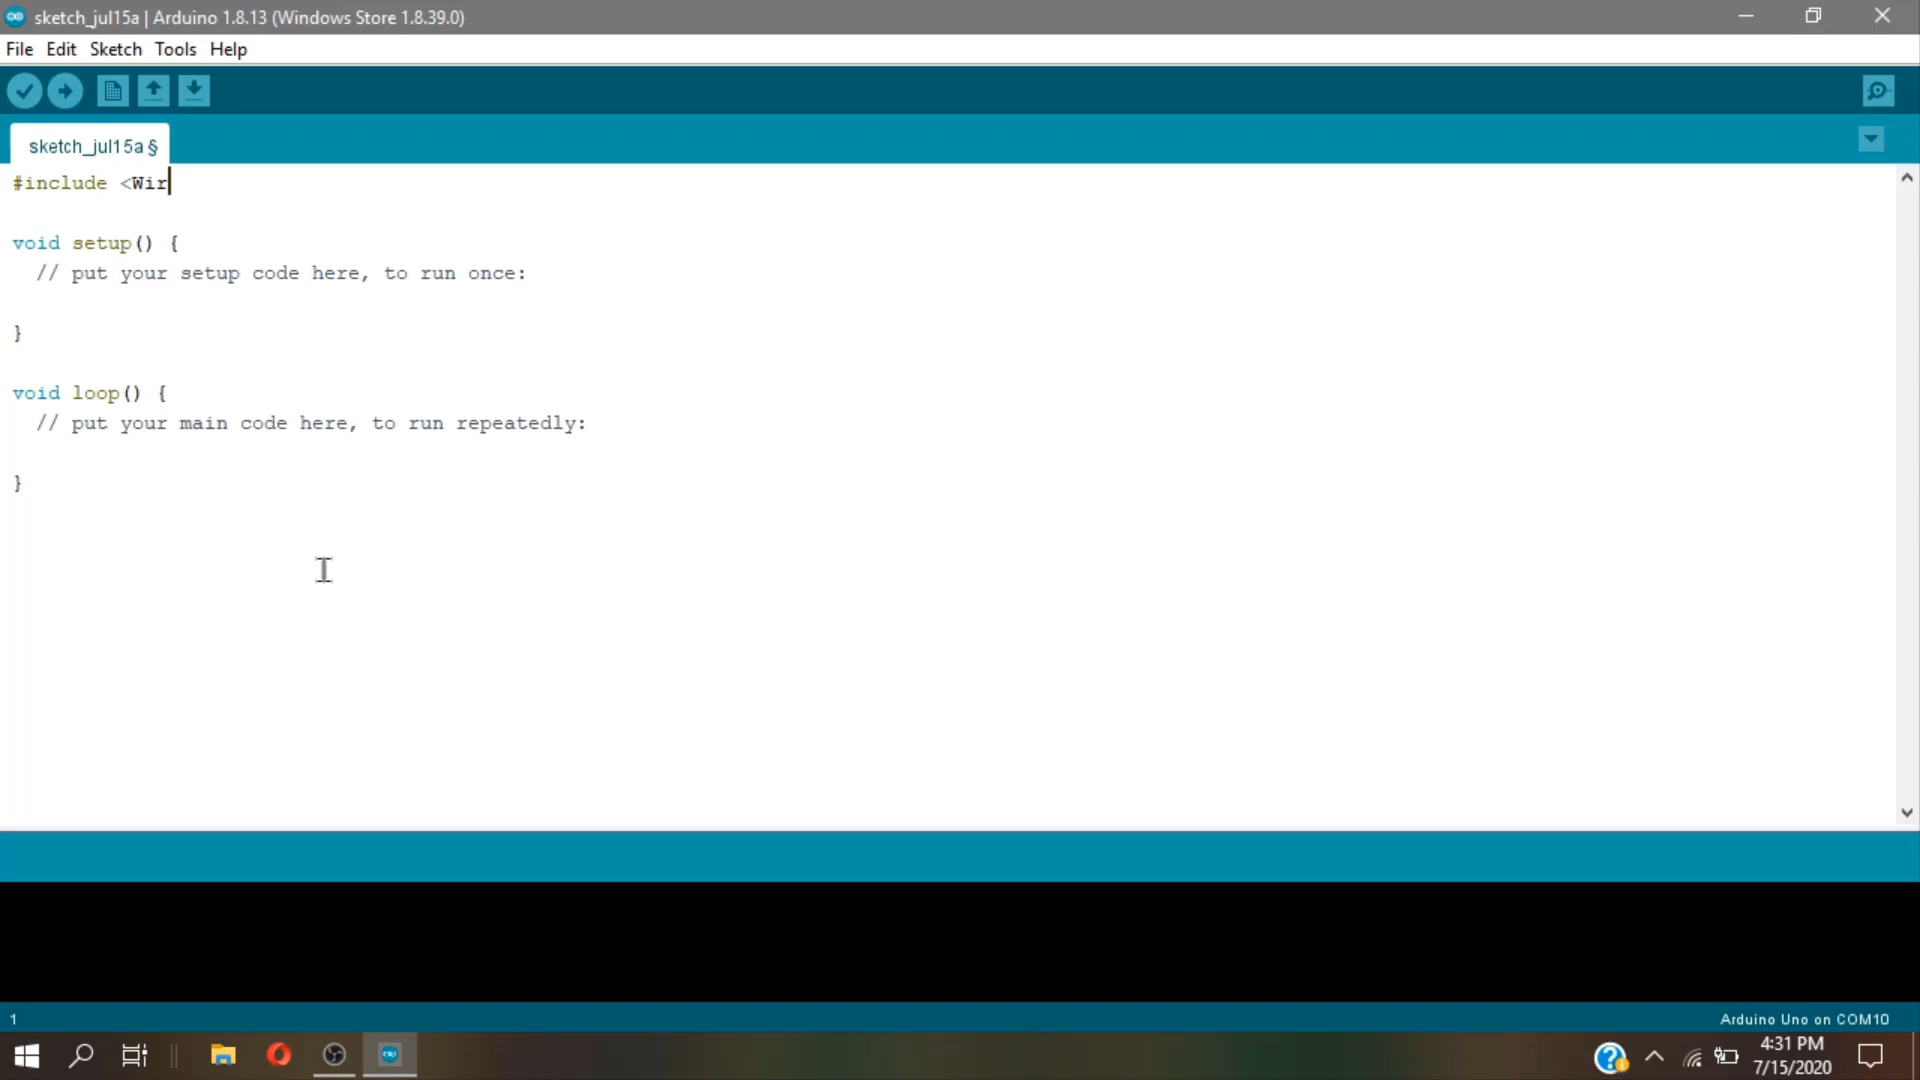 sketch_jul15a | Arduino 1.8.13 (Windows Store 1.8.39.0)
File Edit Sketch Tools Help
sketch_jul15a §
#include <Wir
void setup() {
// put your setup code here, to run once:
}
void loop() {
// put your main code here, to run repeatedly:
}
1
Arduino Uno on COM10
4:31 PM
7/15/2020